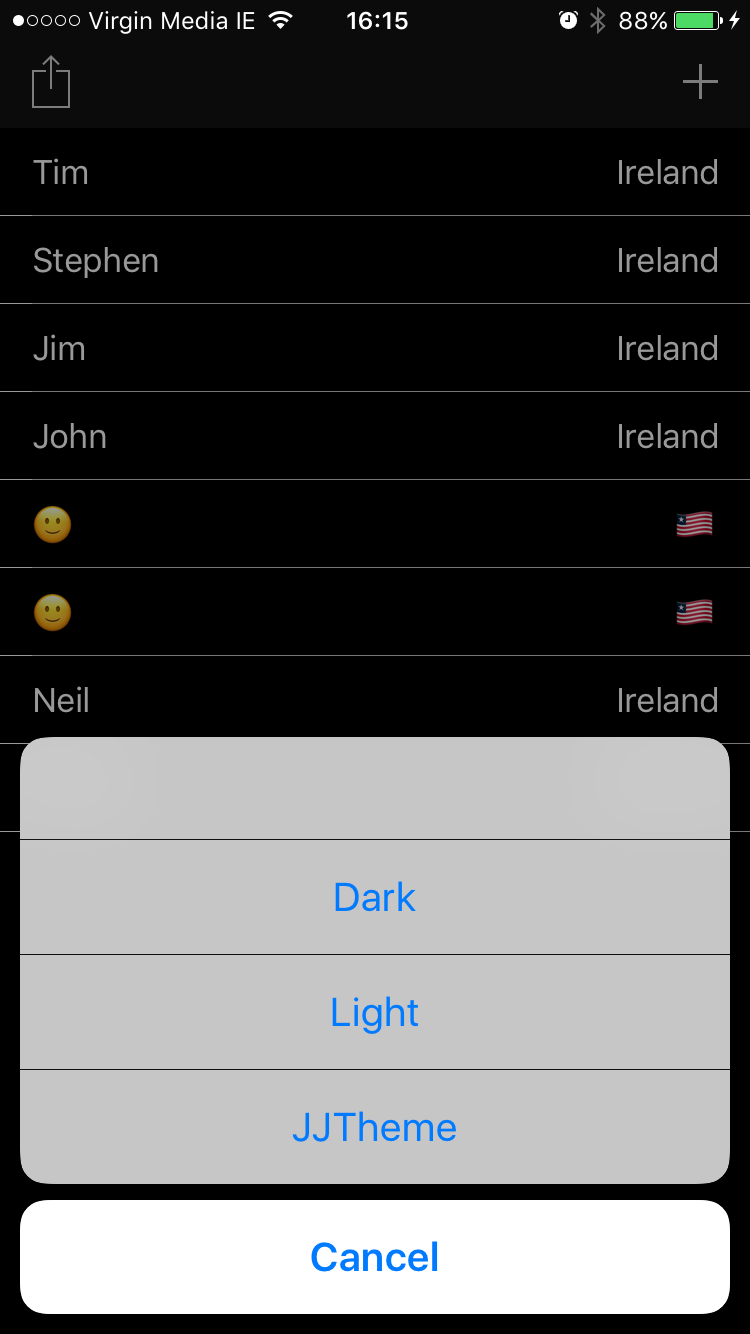 Virgin Media IE 16:15 88%
Tim Ireland
Stephen Ireland
Jim Ireland
John Ireland
🙂 🇱🇷
🙂 🇱🇷
Neil Ireland
Dark
Light
JJTheme
Cancel